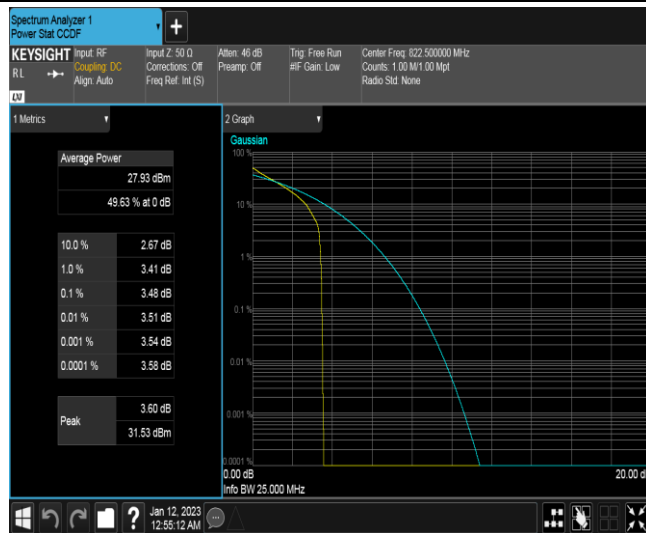 Spectrum Analyzer 1
Power Stat CCDF
+
KEYSIGHT
RL
Input: RF
Coupling: DC
Align: Auto
Input Z: 50 Ω
Corrections: Off
Freq Ref: Int (S)
Atten: 46 dB
Preamp: Off
Trig: Free Run
#IF Gain: Low
Center Freq: 822.500000 MHz
Counts: 1.00 M/1.00 Mpt
Radio Std: None
1 Metrics
Average Power
27.93 dBm
49.63 % at 0 dB
10.0 % 2.67 dB
1.0 % 3.41 dB
0.1 % 3.48 dB
0.01 % 3.51 dB
0.001 % 3.54 dB
0.0001 % 3.58 dB
Peak
3.60 dB
31.53 dBm
2 Graph
Gaussian
100 %
10 %
1 %
0.1 %
0.01 %
0.001 %
0.0001 %
0.00 dB
20.00 d
Info BW 25.000 MHz
?
Jan 12, 2023
12:55:12 AM